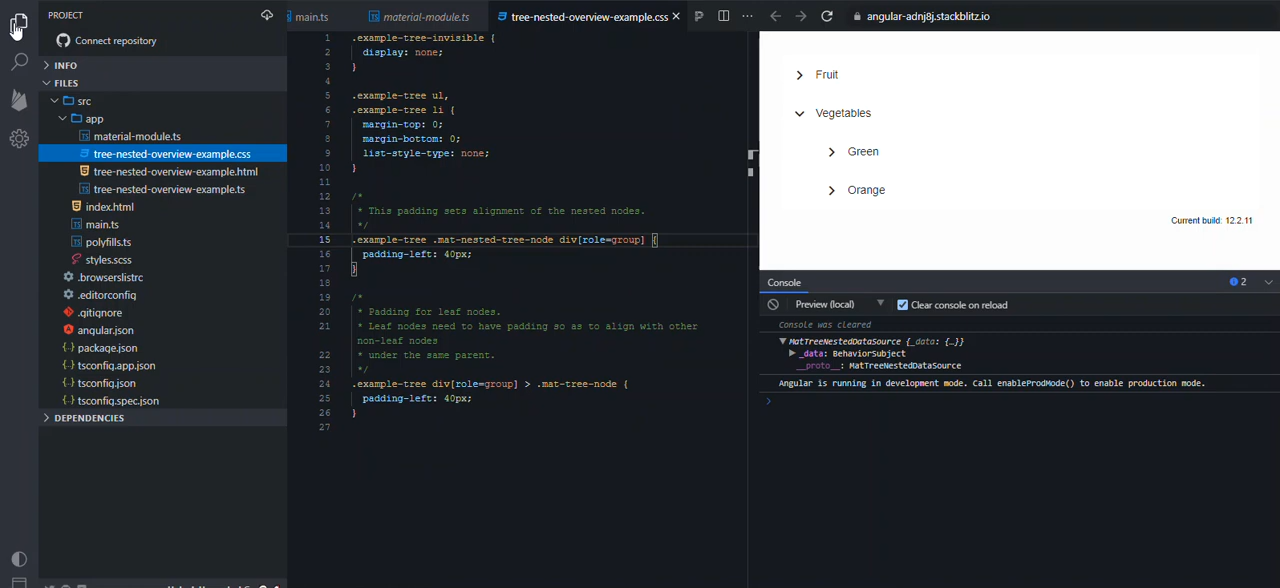 PROJECT
Connect repository
INFO
FILES
src
app
material-module.ts
tree-nested-overview-example.css
tree-nested-overview-example.html
tree-nested-overview-example.ts
index.html
main.ts
polyfills.ts
styles.scss
.browserslistrc
.editorconfig
.gitignore
angular.json
package.json
tsconfig.app.json
tsconfig.json
tsconfig.spec.json
DEPENDENCIES
main.ts
material-module.ts
tree-nested-overview-example.css
1 .example-tree-invisible {
2 display: none;
3 }
4
5 .example-tree ul,
6 .example-tree li {
7 margin-top: 0;
8 margin-bottom: 0;
9 list-style-type: none;
10 }
11
12 /*
13 * This padding sets alignment of the nested nodes.
14 */
15 .example-tree .mat-nested-tree-node div[role=group] {
16 padding-left: 40px;
17 }
18
19 /*
20 * Padding for leaf nodes.
21 * Leaf nodes need to have padding so as to align with other
non-leaf nodes
22 * under the same parent.
23 */
24 .example-tree div[role=group] > .mat-tree-node {
25 padding-left: 40px;
26 }
27
angular-adnj8j.stackblitz.io
Fruit
Vegetables
Green
Orange
Current build: 12.2.11
Console
2
Preview (local)
Clear console on reload
Console was cleared
MatTreeNestedDataSource {_data: {…}}
_data: BehaviorSubject
__proto__: MatTreeNestedDataSource
Angular is running in development mode. Call enableProdMode() to enable production mode.